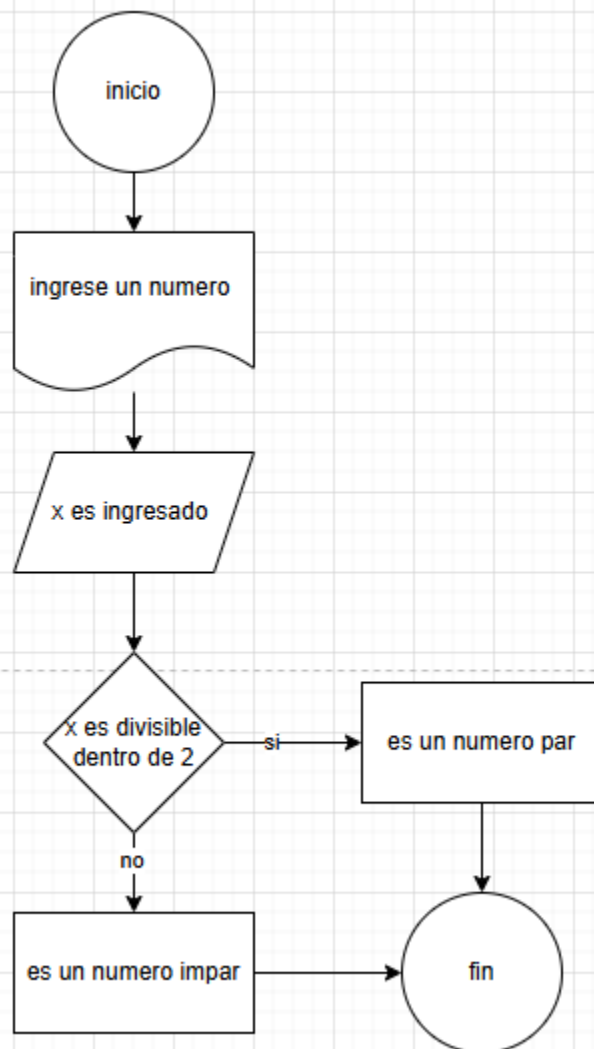 inicio
ingrese un numero
x es ingresado
x es divisible
dentro de 2
si
es un numero par
no
es un numero impar
fin